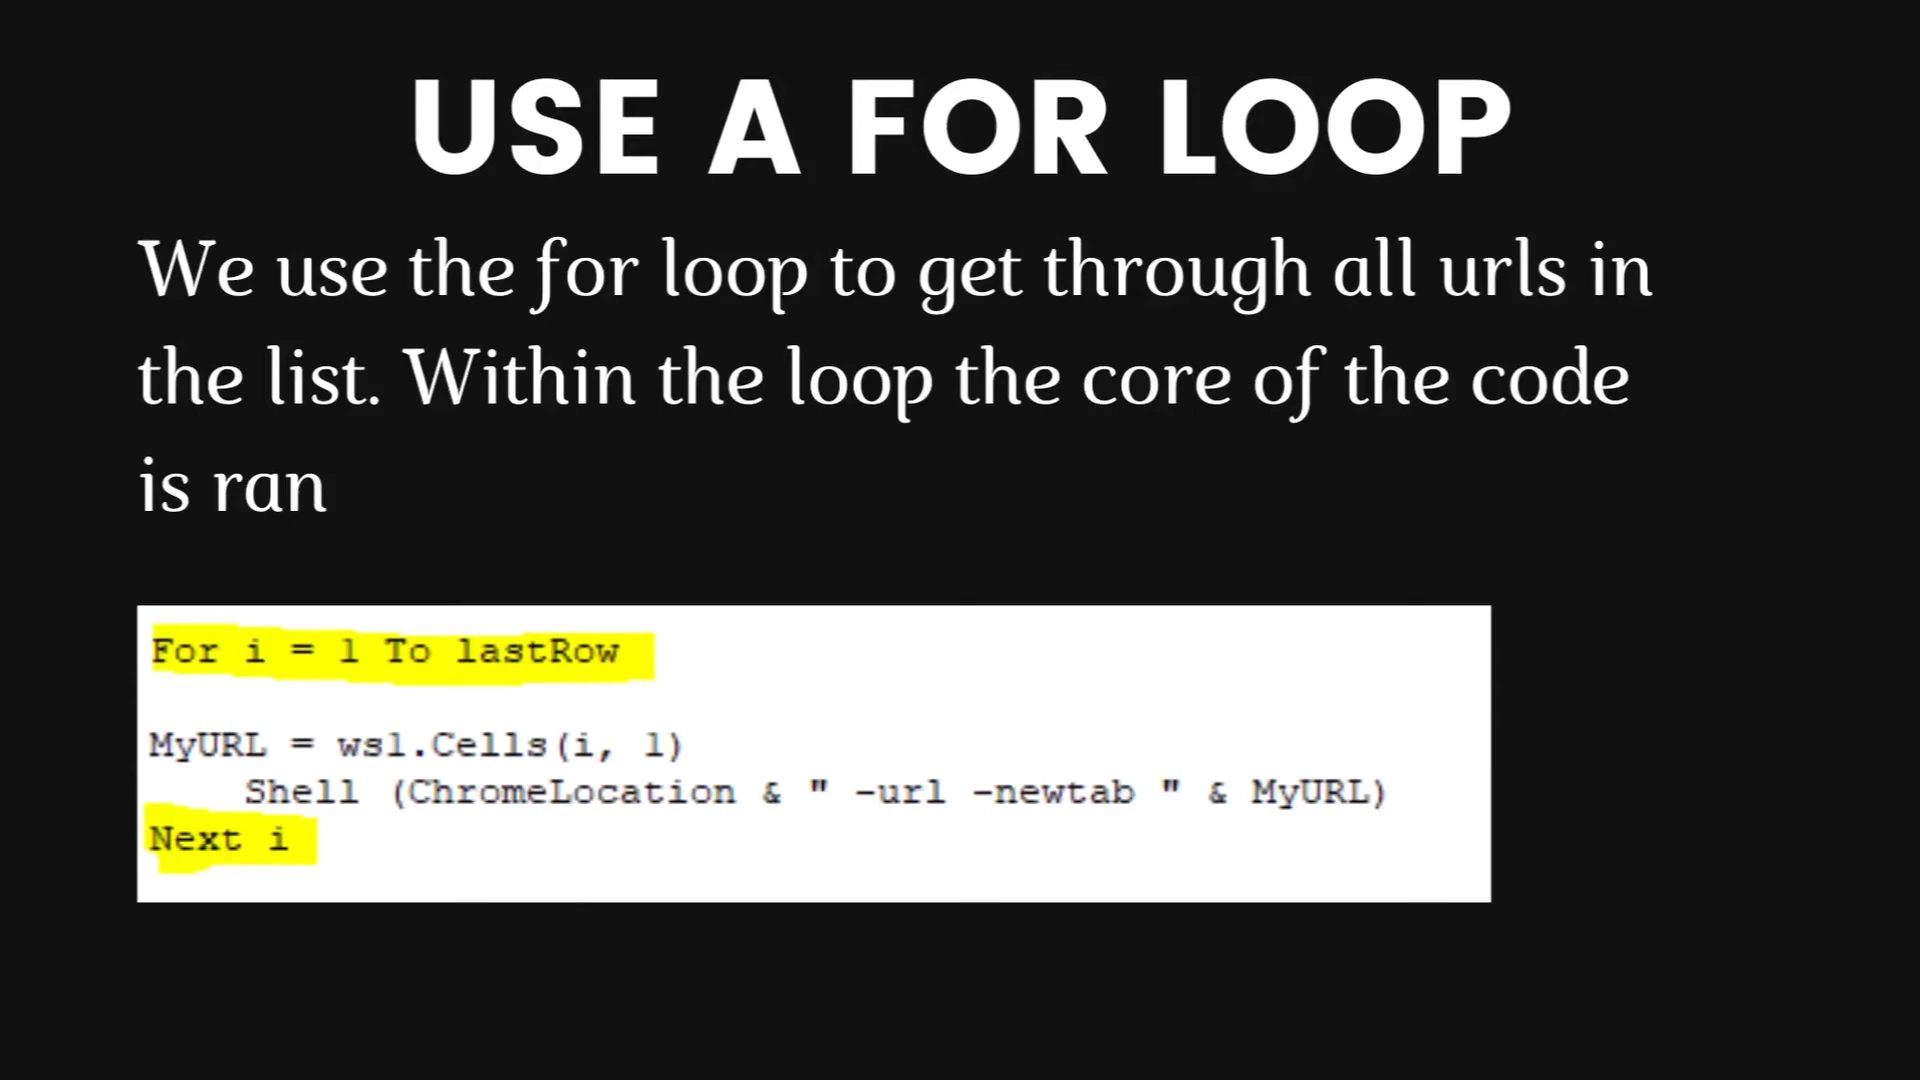 USE A FOR LOOP
We use the for loop to get through all urls in
the list. Within the loop the core of the code
is ran
For i = 1 To lastRow
MyURL = ws1.Cells(i, 1)
Shell (ChromeLocation & " -url -newtab " & MyURL)
Next i